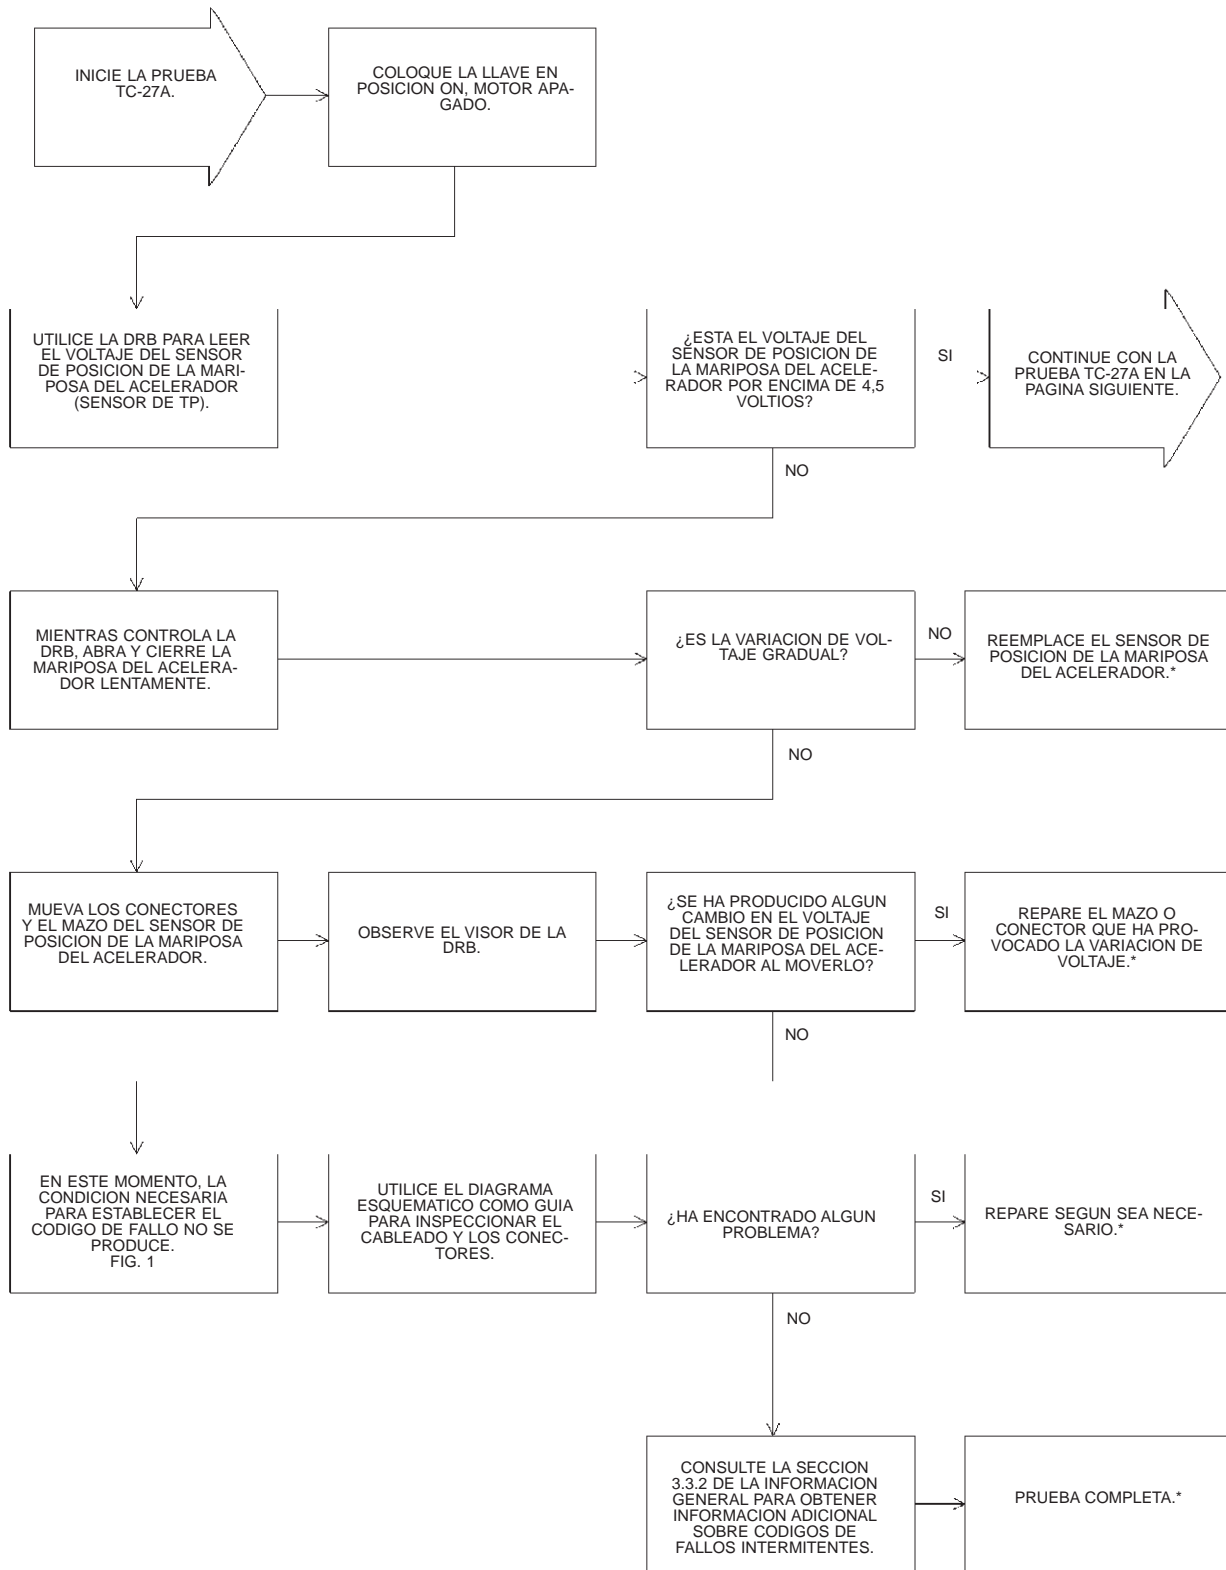 INICIE LA PRUEBA
TC-27A.
COLOQUE LA LLAVE EN
POSICION ON, MOTOR APA-
GADO.
UTILICE LA DRB PARA LEER
EL VOLTAJE DEL SENSOR
DE POSICION DE LA MARI-
POSA DEL ACELERADOR
(SENSOR DE TP).
¿ESTA EL VOLTAJE DEL
SENSOR DE POSICION DE
LA MARIPOSA DEL ACELE-
RADOR POR ENCIMA DE 4,5
VOLTIOS?
SI
CONTINUE CON LA
PRUEBA TC-27A EN LA
PAGINA SIGUIENTE.
NO
MIENTRAS CONTROLA LA
DRB, ABRA Y CIERRE LA
MARIPOSA DEL ACELERA-
DOR LENTAMENTE.
¿ES LA VARIACION DE VOL-
TAJE GRADUAL?
NO
REEMPLACE EL SENSOR DE
POSICION DE LA MARIPOSA
DEL ACELERADOR.*
NO
MUEVA LOS CONECTORES
Y EL MAZO DEL SENSOR DE
POSICION DE LA MARIPOSA
DEL ACELERADOR.
OBSERVE EL VISOR DE LA
DRB.
¿SE HA PRODUCIDO ALGUN
CAMBIO EN EL VOLTAJE
DEL SENSOR DE POSICION
DE LA MARIPOSA DEL ACE-
LERADOR AL MOVERLO?
SI
REPARE EL MAZO O
CONECTOR QUE HA PRO-
VOCADO LA VARIACION DE
VOLTAJE.*
NO
EN ESTE MOMENTO, LA
CONDICION NECESARIA
PARA ESTABLECER EL
CODIGO DE FALLO NO SE
PRODUCE.
FIG. 1
UTILICE EL DIAGRAMA
ESQUEMATICO COMO GUIA
PARA INSPECCIONAR EL
CABLEADO Y LOS CONEC-
TORES.
¿HA ENCONTRADO ALGUN
PROBLEMA?
SI
REPARE SEGUN SEA NECE-
SARIO.*
NO
CONSULTE LA SECCION
3.3.2 DE LA INFORMACION
GENERAL PARA OBTENER
INFORMACION ADICIONAL
SOBRE CODIGOS DE
FALLOS INTERMITENTES.
PRUEBA COMPLETA.*